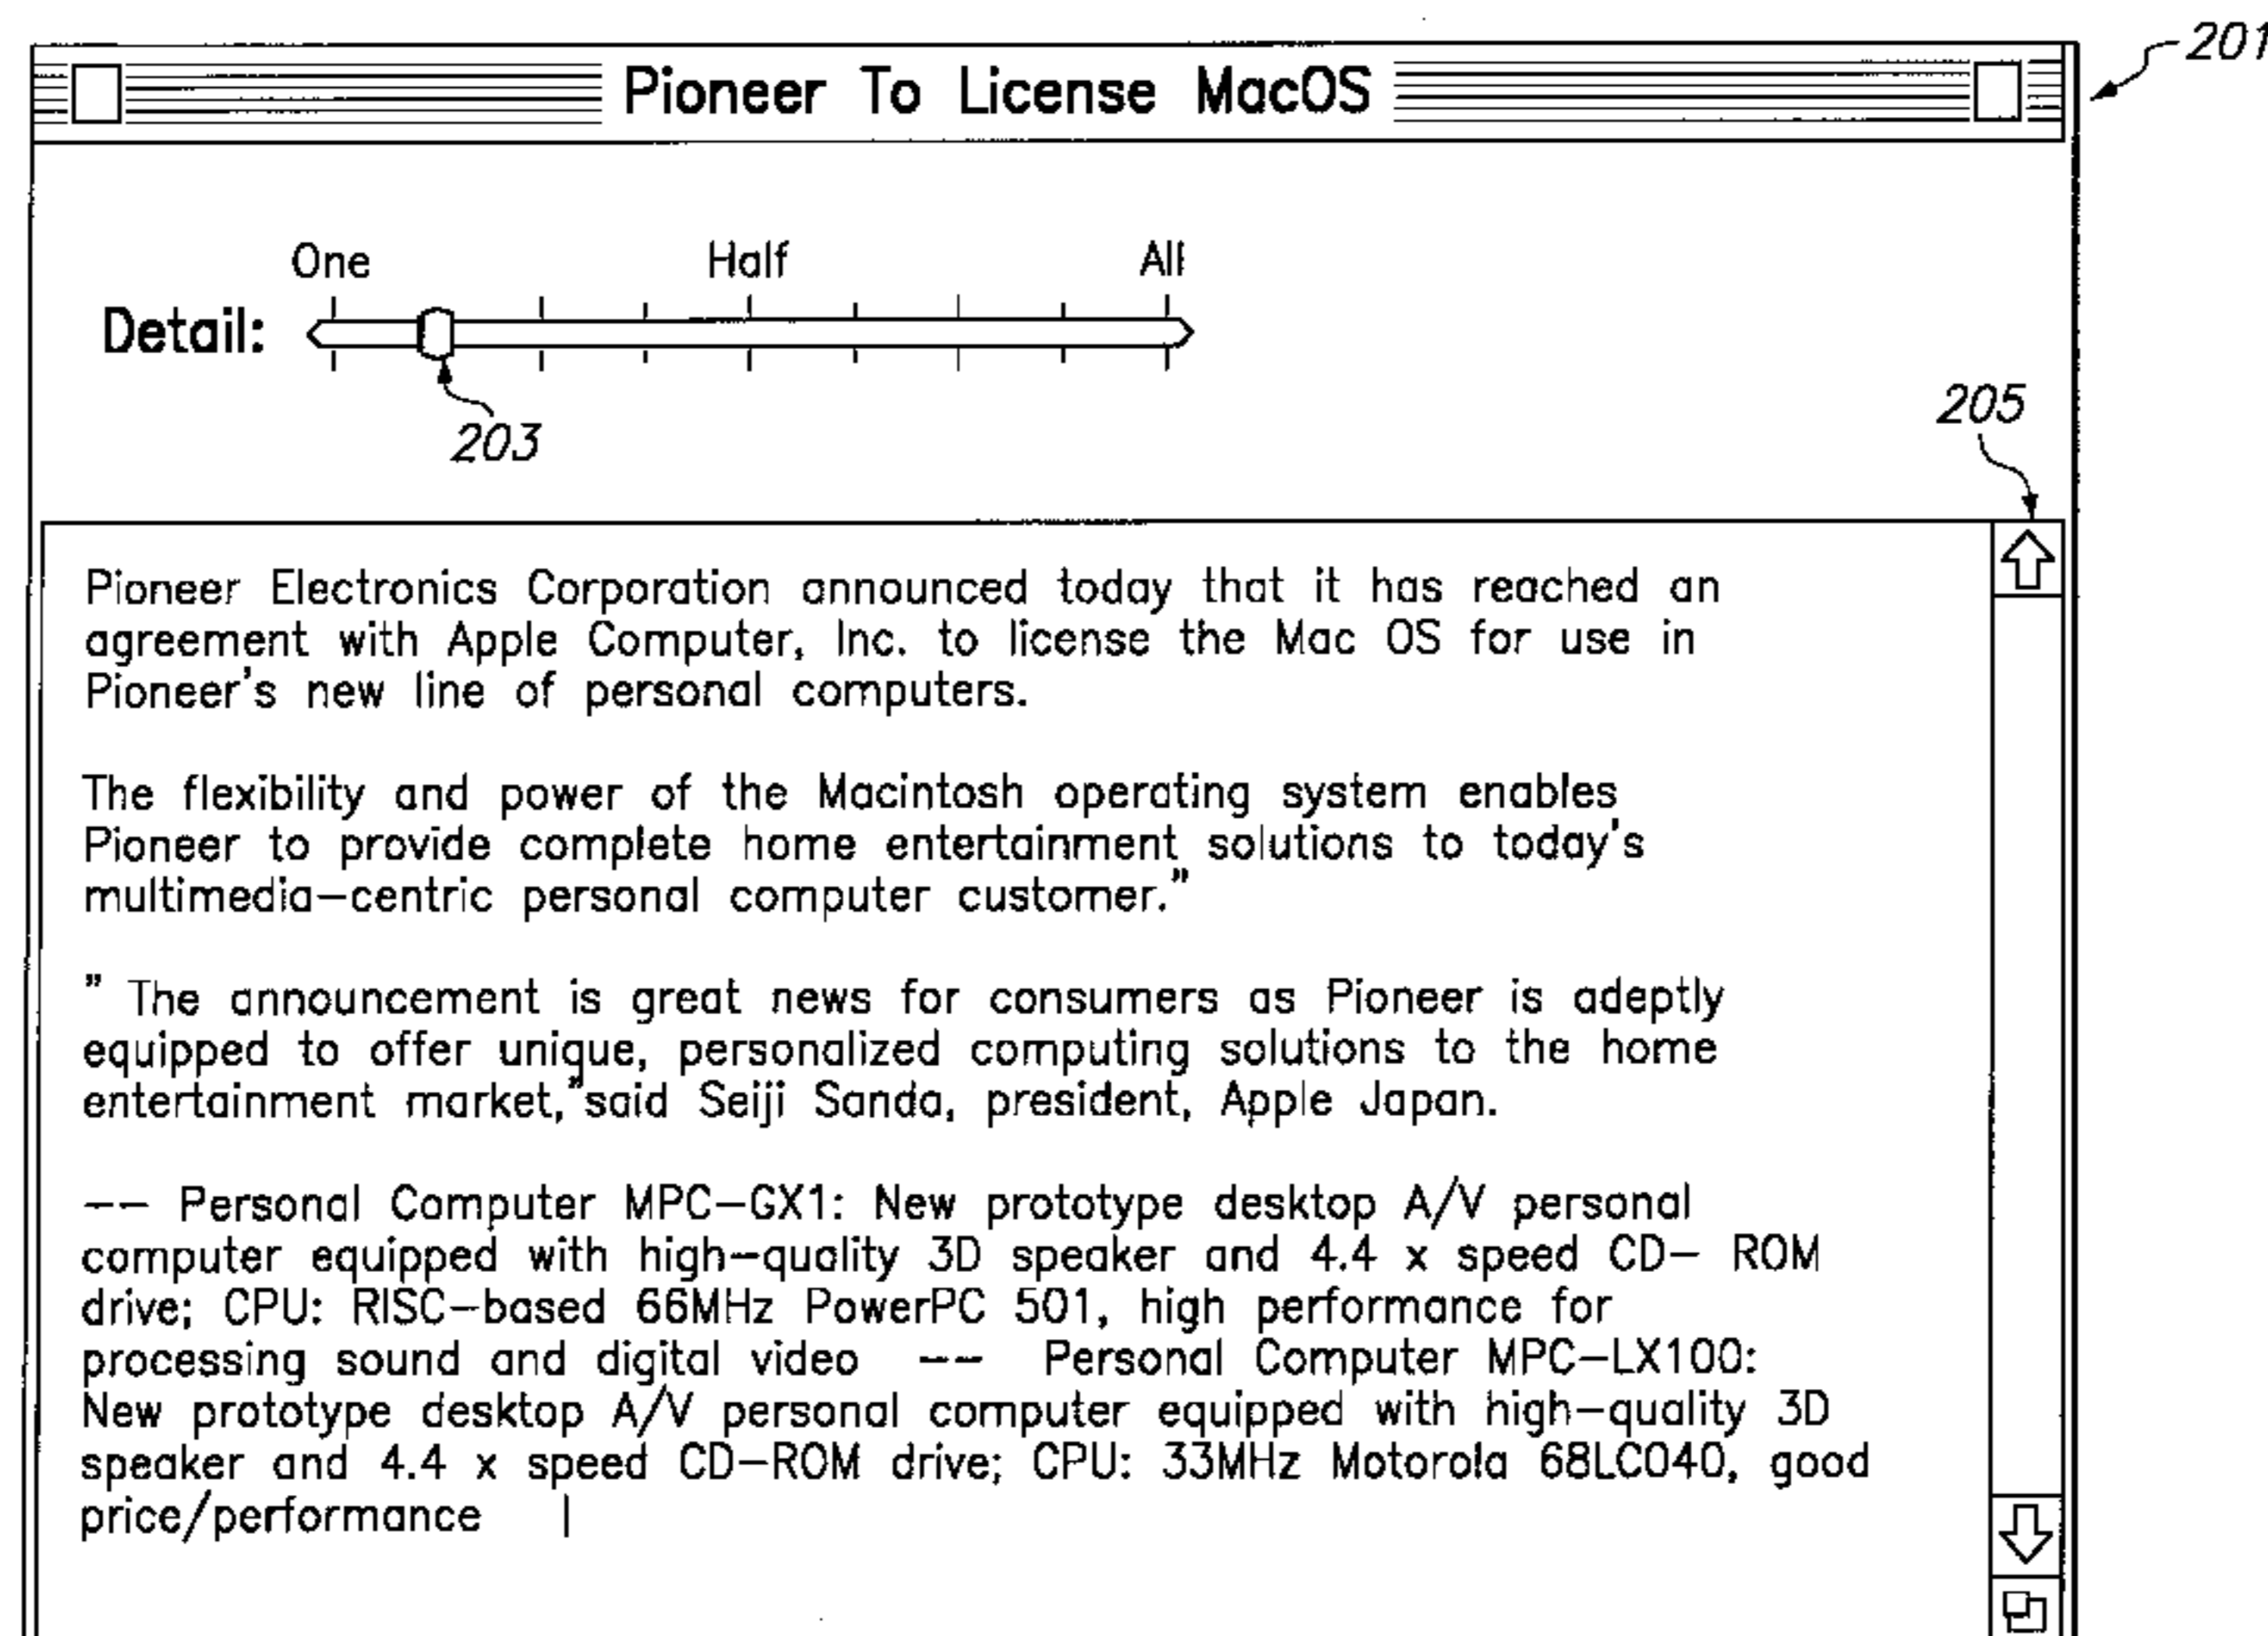 201
Pioneer To License MacOS
One Half All
Detail:
203
205
Pioneer Electronics Corporation announced today that it has reached an
agreement with Apple Computer, Inc. to license the Mac OS for use in
Pioneer's new line of personal computers.
The flexibility and power of the Macintosh operating system enables
Pioneer to provide complete home entertainment solutions to today's
multimedia-centric personal computer customer."
" The announcement is great news for consumers as Pioneer is adeptly
equipped to offer unique, personalized computing solutions to the home
entertainment market,"said Seiji Sanda, president, Apple Japan.
-- Personal Computer MPC-GX1: New prototype desktop A/V personal
computer equipped with high-quality 3D speaker and 4.4 x speed CD- ROM
drive; CPU: RISC-based 66MHz PowerPC 501, high performance for
processing sound and digital video -- Personal Computer MPC-LX100:
New prototype desktop A/V personal computer equipped with high-quality 3D
speaker and 4.4 x speed CD-ROM drive; CPU: 33MHz Motorola 68LC040, good
price/performance |